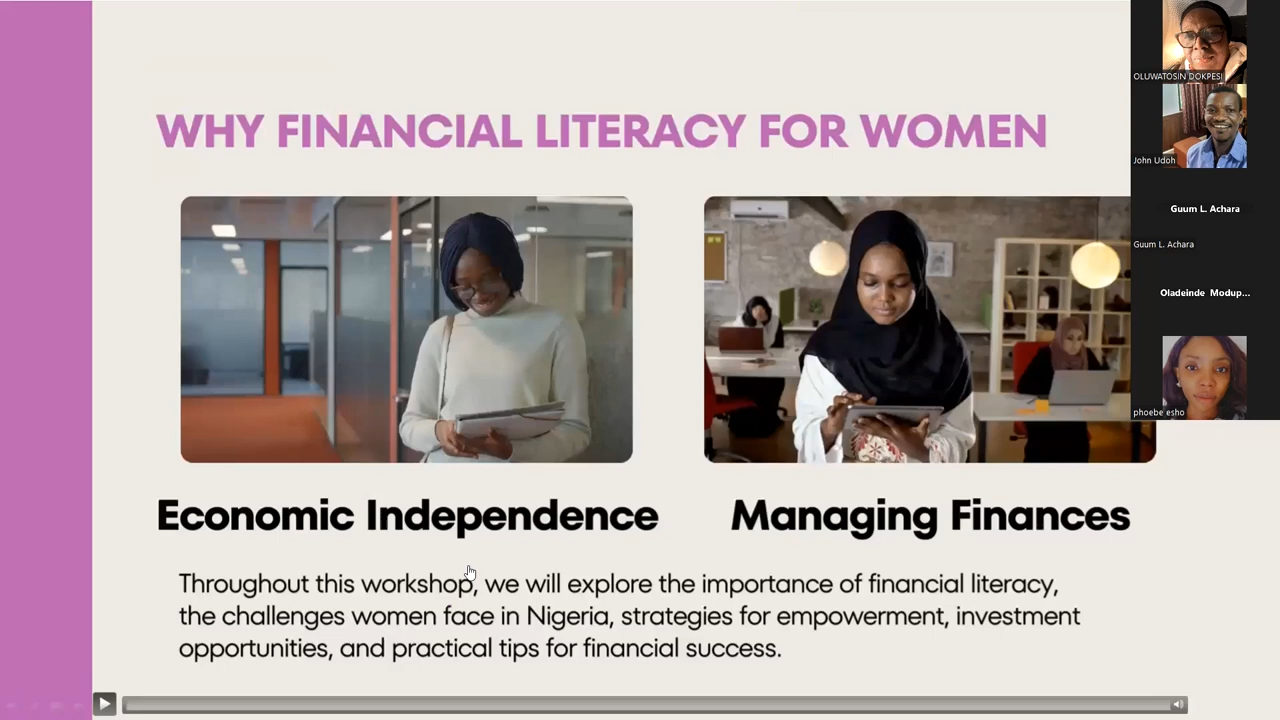 WHY FINANCIAL LITERACY FOR WOMEN
Economic Independence
Managing Finances
Throughout this workshop, we will explore the importance of financial literacy,
the challenges women face in Nigeria, strategies for empowerment, investment
opportunities, and practical tips for financial success.
OLUWATOSIN DOKPESI
John Udoh
Guum L. Achara
Guum L. Achara
Oladeinde Modup...
phoebe esho